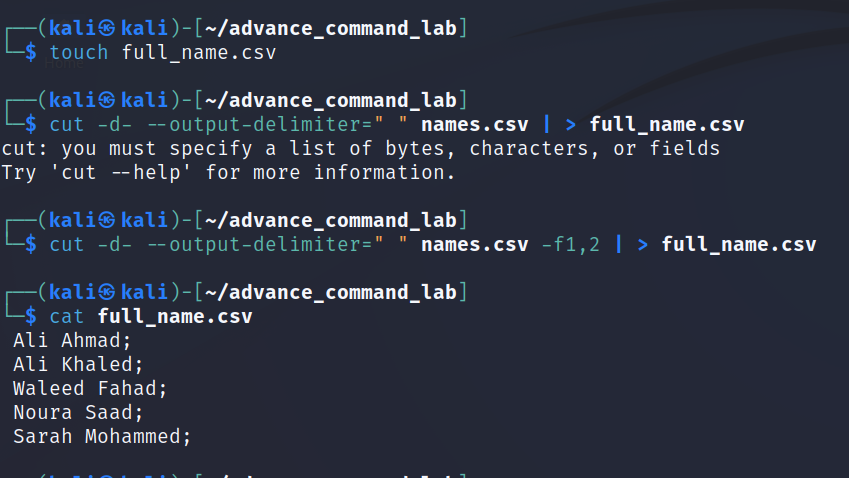 ┌──(kali㉿kali)-[~/advance_command_lab]
└─$ touch full_name.csv
┌──(kali㉿kali)-[~/advance_command_lab]
└─$ cut -d- --output-delimiter=" " names.csv | > full_name.csv
cut: you must specify a list of bytes, characters, or fields
Try 'cut --help' for more information.
┌──(kali㉿kali)-[~/advance_command_lab]
└─$ cut -d- --output-delimiter=" " names.csv -f1,2 | > full_name.csv
┌──(kali㉿kali)-[~/advance_command_lab]
└─$ cat full_name.csv
Ali Ahmad;
Ali Khaled;
Waleed Fahad;
Noura Saad;
Sarah Mohammed;
┌──(kali㉿kali)-[~/advance_command_lab]